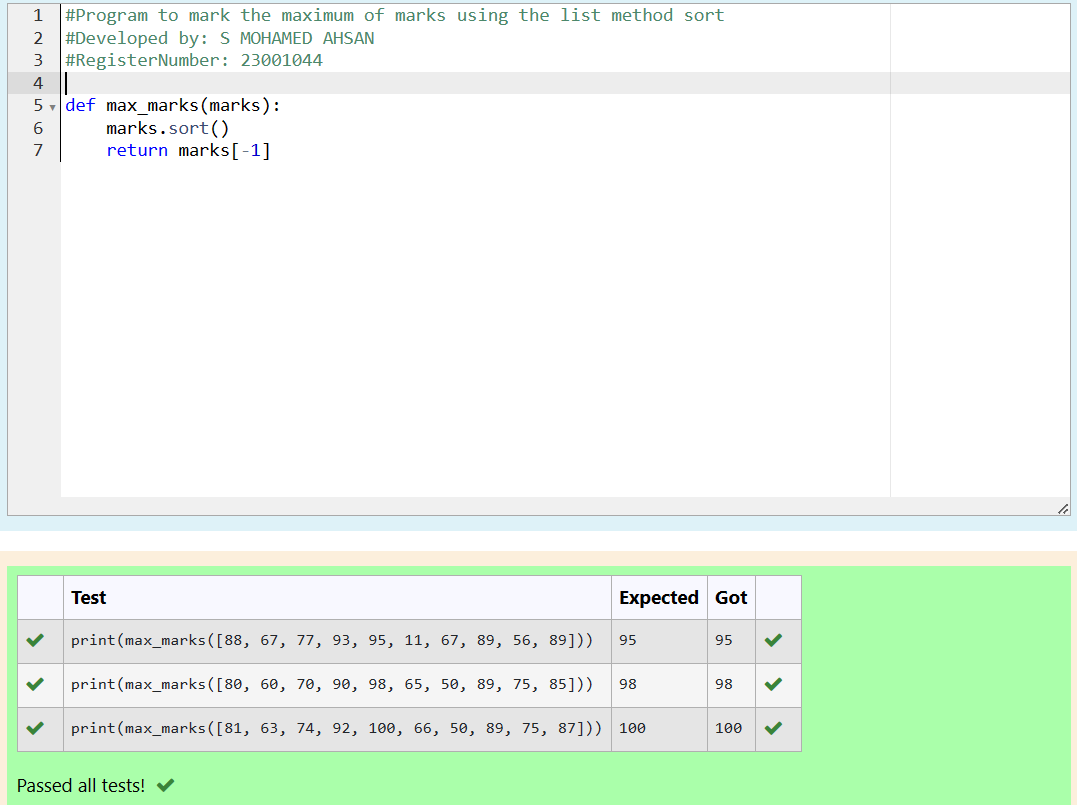 1 #Program to mark the maximum of marks using the list method sort
2 #Developed by: S MOHAMED AHSAN
3 #RegisterNumber: 23001044
4
5 def max_marks(marks):
6     marks.sort()
7     return marks[-1]
Test Expected Got
print(max_marks([88, 67, 77, 93, 95, 11, 67, 89, 56, 89])) 95 95
print(max_marks([80, 60, 70, 90, 98, 65, 50, 89, 75, 85])) 98 98
print(max_marks([81, 63, 74, 92, 100, 66, 50, 89, 75, 87])) 100 100
Passed all tests!